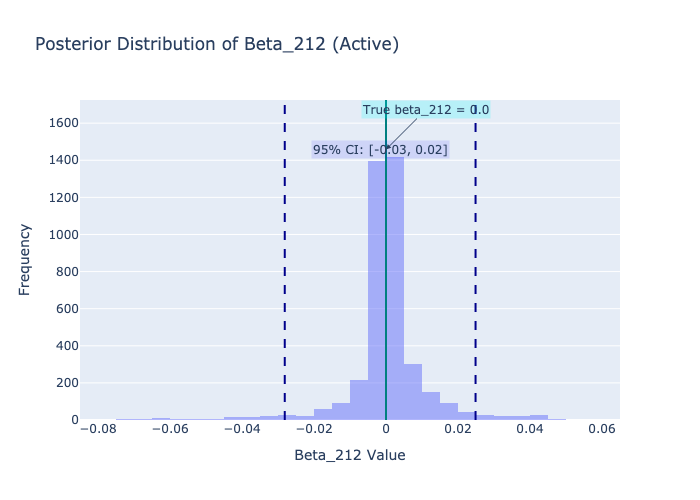 Posterior Distribution of Beta_212 (Active)
True beta_212 = 0.0
95% CI: [-0.03, 0.02]
1600
1400
1200
1000
800
600
400
200
0
Frequency
−0.08 −0.06 −0.04 −0.02 0 0.02 0.04 0.06
Beta_212 Value